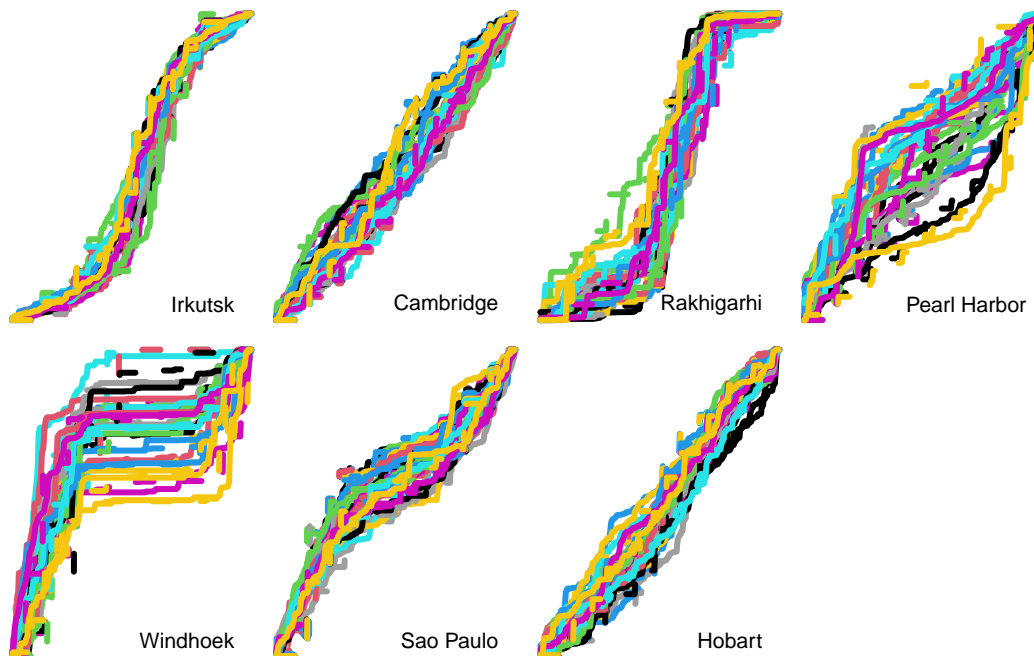 Irkutsk
Cambridge
Rakhigarhi
Pearl Harbor
Windhoek
Sao Paulo
Hobart